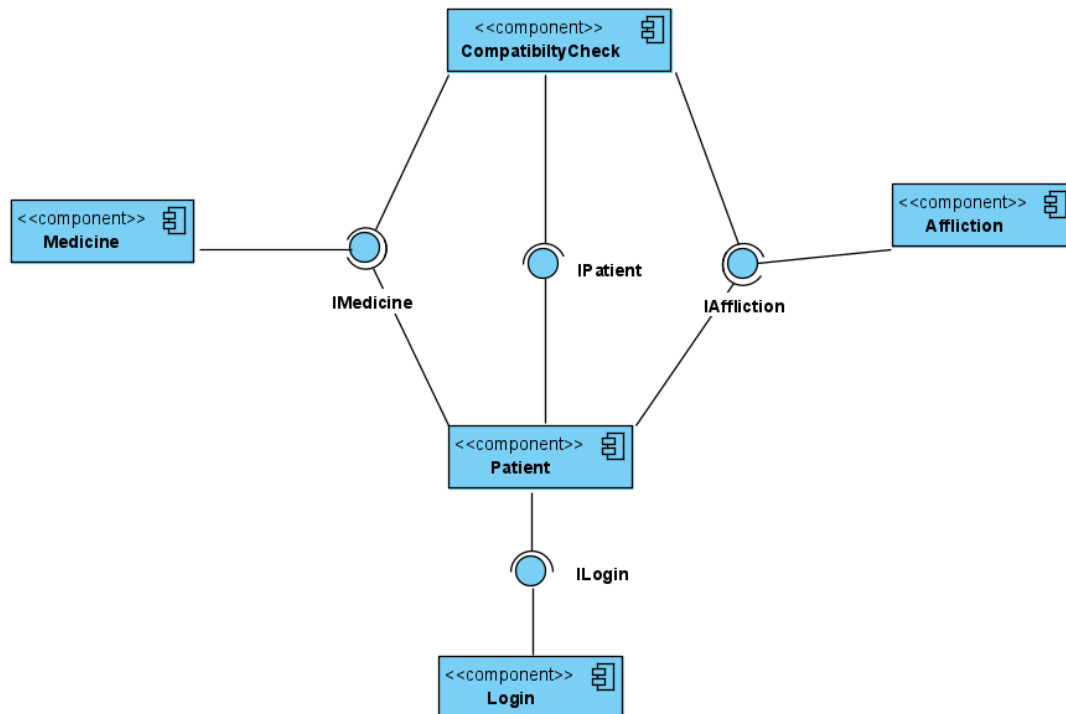 <<component>>
CompatibiltyCheck
<<component>>
Medicine
<<component>>
Affliction
IPatient
IMedicine
IAffliction
<<component>>
Patient
ILogin
<<component>>
Login